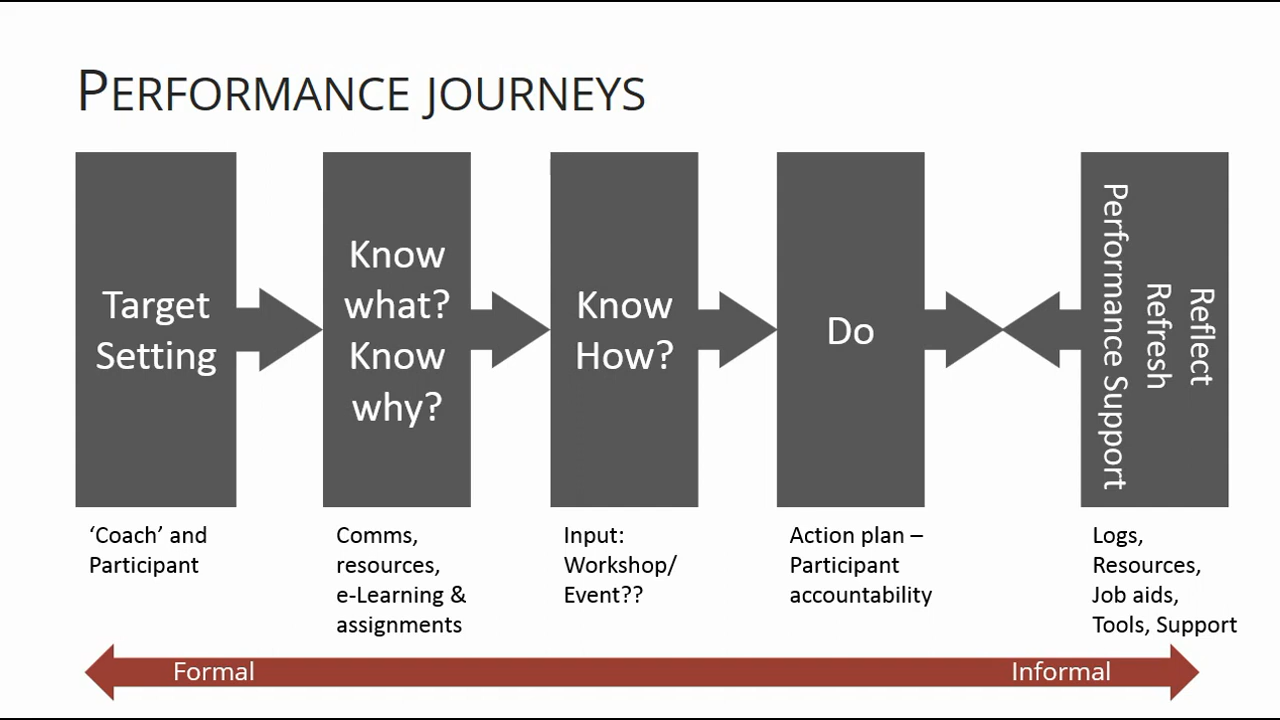 PERFORMANCE JOURNEYS
Target
Setting
Know
what?
Know
why?
Know
How?
Do
Reflect
Refresh
Performance Support
‘Coach’ and
Participant
Comms,
resources,
e-Learning &
assignments
Input:
Workshop/
Event??
Action plan –
Participant
accountability
Logs,
Resources,
Job aids,
Tools, Support
Formal
Informal